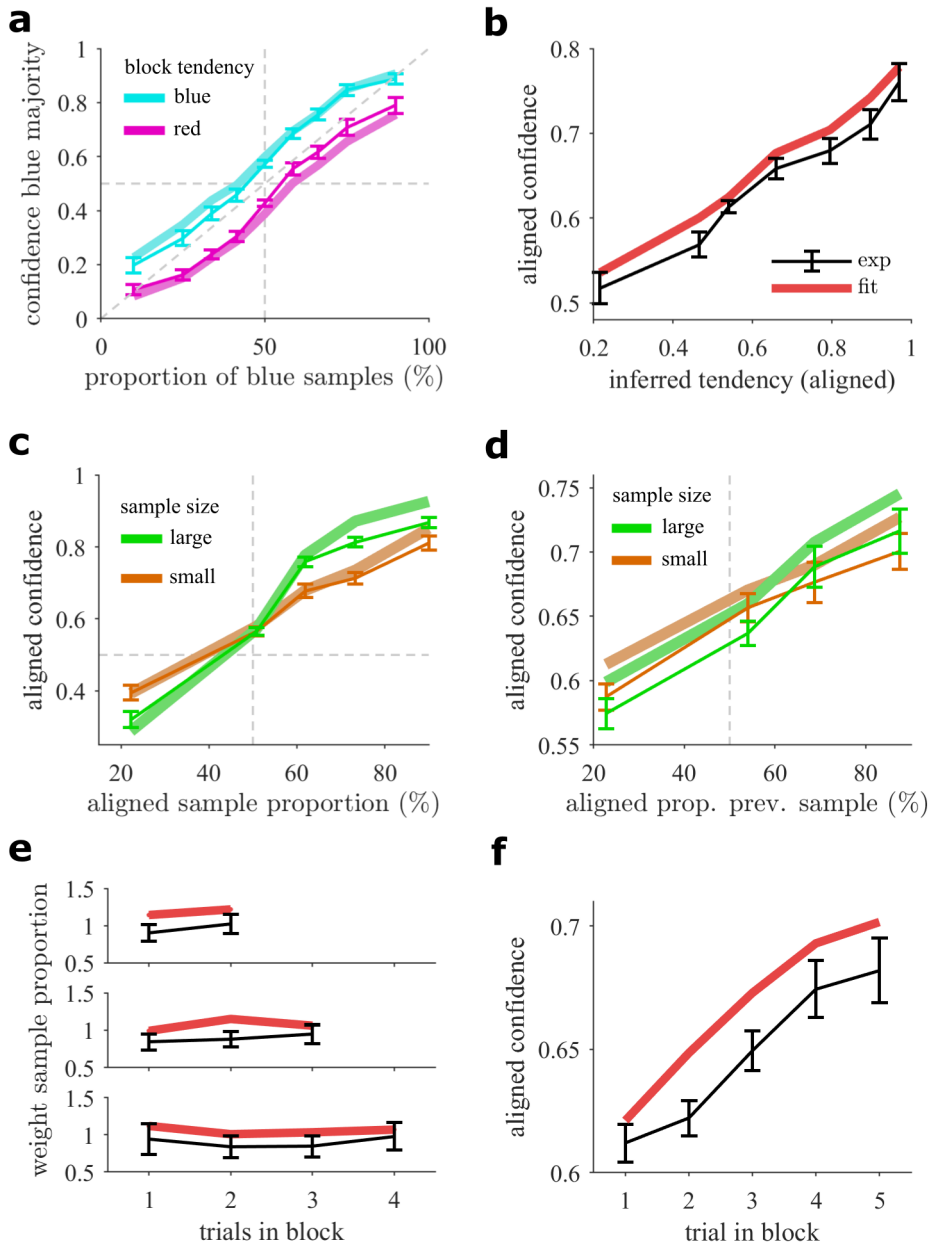 a
confidence blue majority
1
0.8
0.6
0.4
0.2
0
block tendency
blue
red
0
50
100
proportion of blue samples (%)
b
aligned confidence
0.8
0.7
0.6
0.5
exp
fit
0.2
0.4
0.6
0.8
1
inferred tendency (aligned)
c
aligned confidence
1
0.8
0.6
0.4
sample size
large
small
20
40
60
80
aligned sample proportion (%)
d
aligned confidence
0.75
0.7
0.65
0.6
0.55
sample size
large
small
20
40
60
80
aligned prop. prev. sample (%)
e
weight sample proportion
1.5
1
0.5
1.5
1
0.5
1.5
1
0.5
1
2
3
4
trials in block
f
aligned confidence
0.7
0.65
0.6
1
2
3
4
5
trial in block